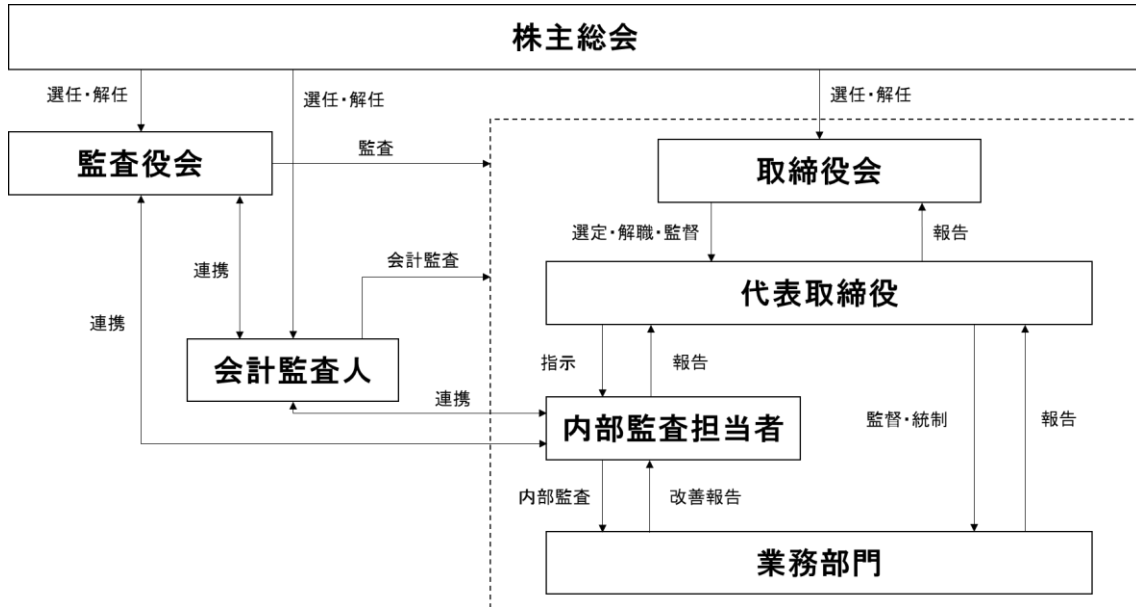 株主総会
選任・解任
選任・解任
選任・解任
監査役会
監査
取締役会
選定・解職・監督
報告
会計監査
連携
代表取締役
連携
会計監査人
指示
報告
連携
内部監査担当者
監督・統制
報告
内部監査
改善報告
業務部門